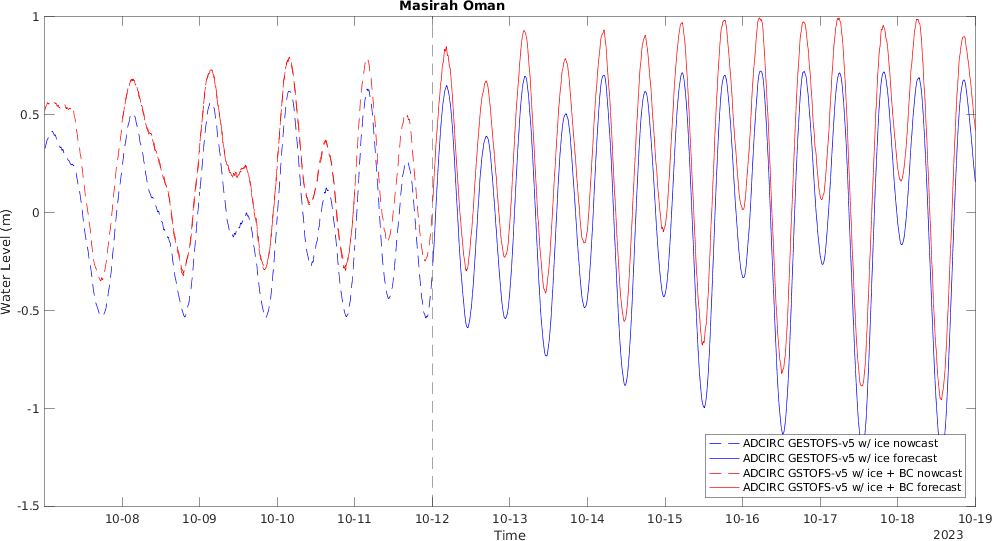 Masirah Oman
1
0.5
0
-0.5
-1
-1.5
Water Level (m)
ADCIRC GESTOFS-v5 w/ ice nowcast
ADCIRC GESTOFS-v5 w/ ice forecast
ADCIRC GSTOFS-v5 w/ ice + BC nowcast
ADCIRC GSTOFS-v5 w/ ice + BC forecast
10-08 10-09 10-10 10-11 10-12 10-13 10-14 10-15 10-16 10-17 10-18 10-19
Time
2023